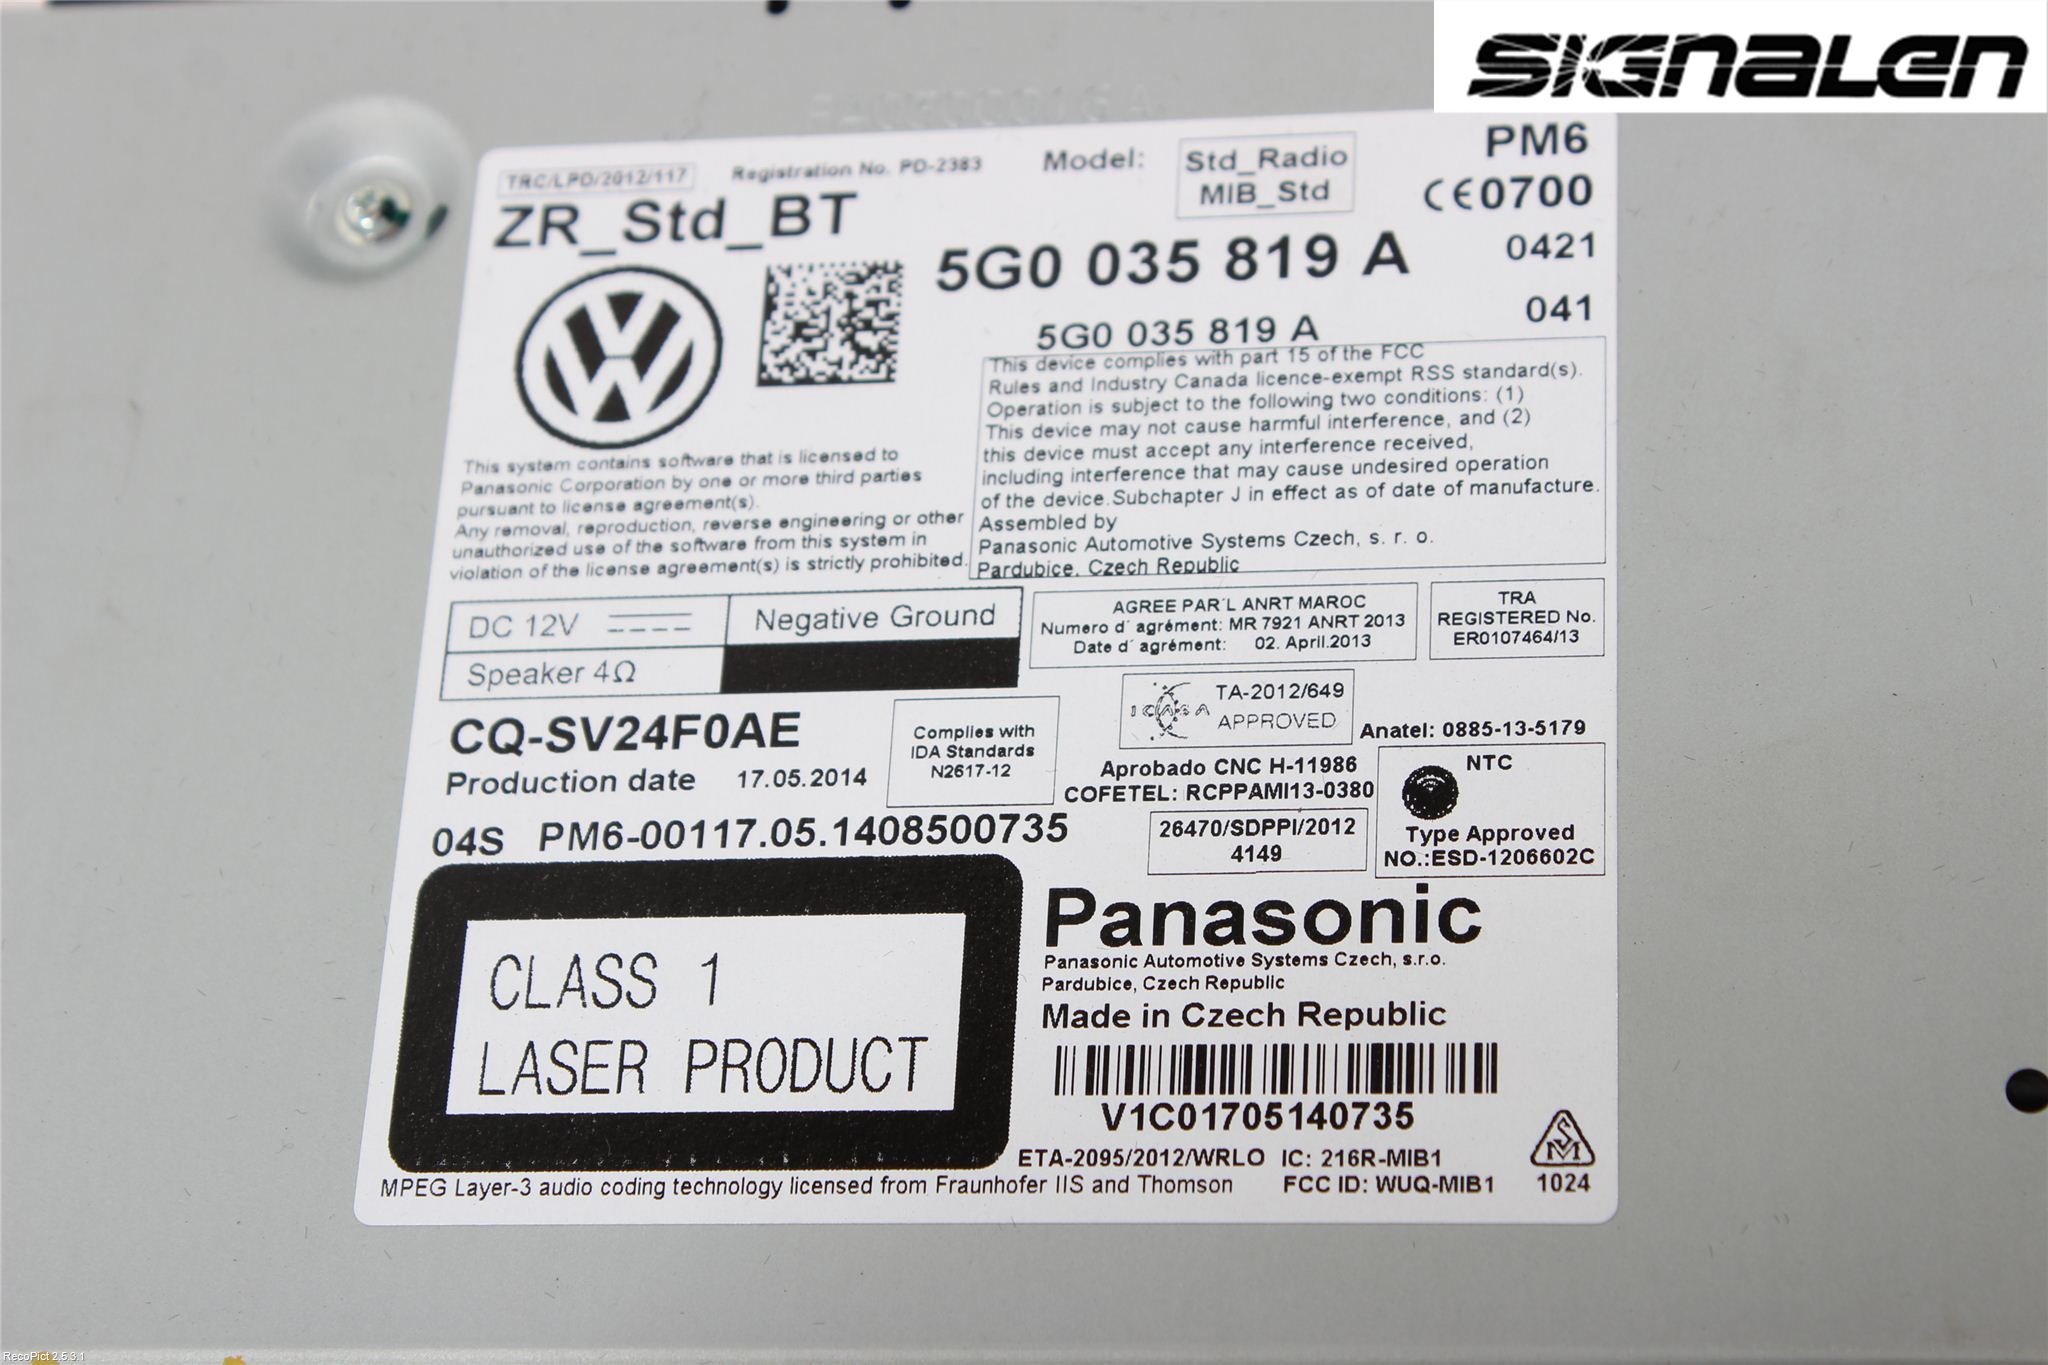 SIGNALEN
TRC/LPD/2012/117 Registration No. PD-2383 Model: Std_Radio MIB_Std PM6
ZR_Std_BT
CE0700
5G0 035 819 A 0421
5G0 035 819 A 041
This device complies with part 15 of the FCC
Rules and Industry Canada licence-exempt RSS standard(s).
Operation is subject to the following two conditions: (1)
This device may not cause harmful interference, and (2)
this device must accept any interference received,
including interference that may cause undesired operation
of the device.Subchapter J in effect as of date of manufacture.
Assembled by
Panasonic Automotive Systems Czech, s. r. o.
Pardubice, Czech Republic
This system contains software that is licensed to
Panasonic Corporation by one or more third parties
pursuant to license agreement(s).
Any removal, reproduction, reverse engineering or other
unauthorized use of the software from this system in
violation of the license agreement(s) is strictly prohibited.
DC 12V Negative Ground
Speaker 4Ω
AGREE PAR´L ANRT MAROC
Numero d´ agrément: MR 7921 ANRT 2013
Date d´ agrément: 02. April.2013
TRA
REGISTERED No.
ER0107464/13
CQ-SV24F0AE
Production date 17.05.2014
Complies with
IDA Standards
N2617-12
ICASA TA-2012/649
APPROVED
Anatel: 0885-13-5179
Aprobado CNC H-11986
COFETEL: RCPPAMI13-0380
NTC
Type Approved
NO.:ESD-1206602C
04S PM6-00117.05.1408500735
26470/SDPPI/2012
4149
CLASS 1
LASER PRODUCT
Panasonic
Panasonic Automotive Systems Czech, s.r.o.
Pardubice, Czech Republic
Made in Czech Republic
V1C01705140735
ETA-2095/2012/WRLO IC: 216R-MIB1
MPEG Layer-3 audio coding technology licensed from Fraunhofer IIS and Thomson FCC ID: WUQ-MIB1
1024
RecoPict 2.5.3.1